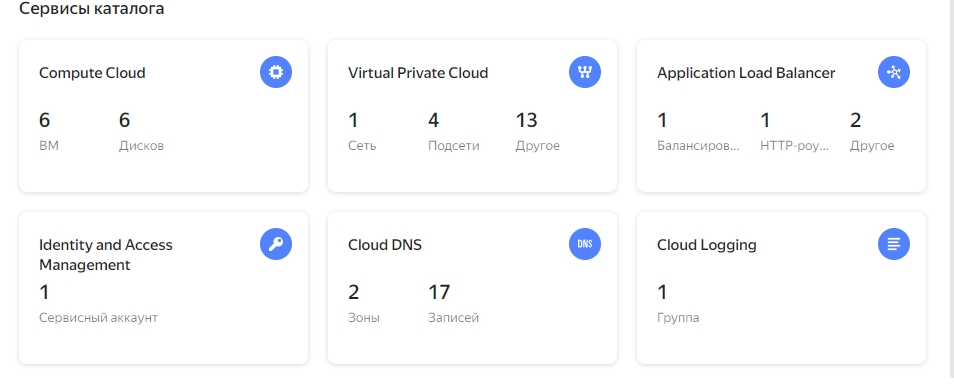 Сервисы каталога
Compute Cloud
6 6
ВМ Дисков
Virtual Private Cloud
1 4 13
Сеть Подсети Другое
Application Load Balancer
1 1 2
Балансиров... HTTP-роу... Другое
Identity and Access
Management
1
Сервисный аккаунт
Cloud DNS
DNS
2 17
Зоны Записей
Cloud Logging
1
Группа